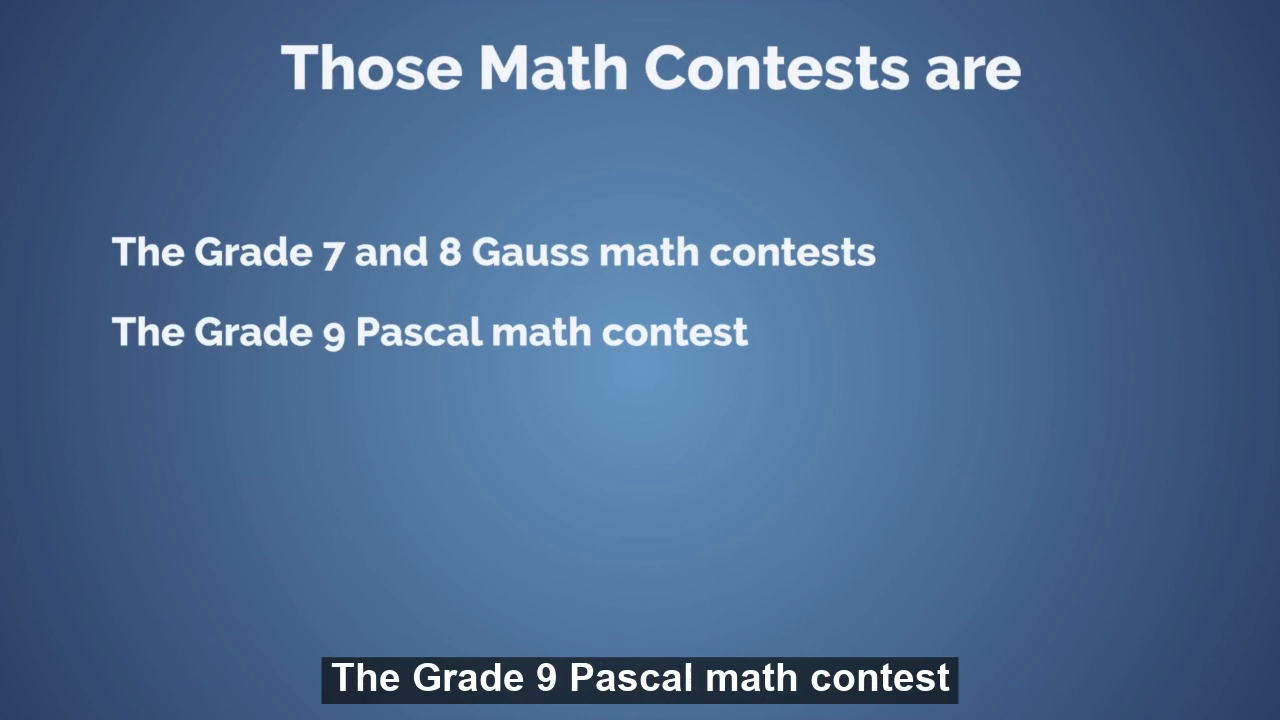 Those Math Contests are
The Grade 7 and 8 Gauss math contests
The Grade 9 Pascal math contest
The Grade 9 Pascal math contest